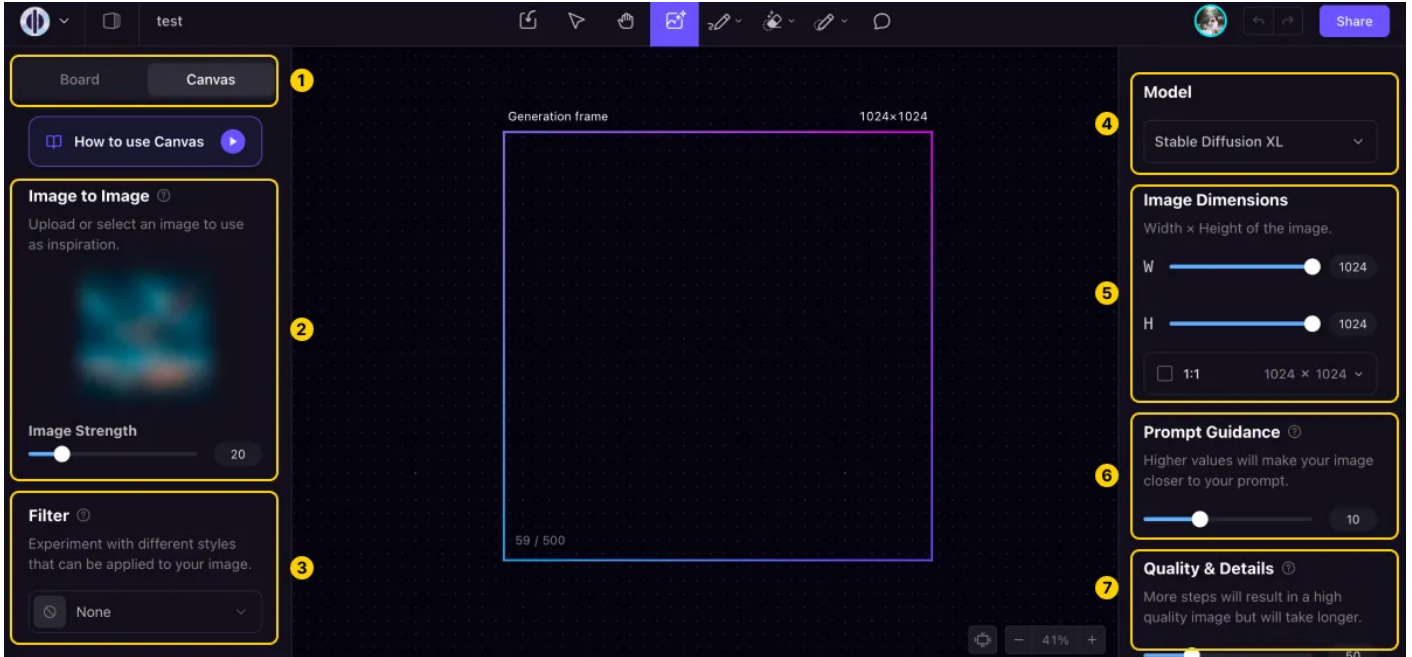 test
Share
Board
Canvas
1
How to use Canvas
Image to Image
Upload or select an image to use
as inspiration.
2
Image Strength
20
Filter
Experiment with different styles
that can be applied to your image.
3
None
Generation frame
1024×1024
59 / 500
41%
Model
4
Stable Diffusion XL
Image Dimensions
Width × Height of the image.
W
1024
5
H
1024
1:1
1024 × 1024
Prompt Guidance
Higher values will make your image
closer to your prompt.
6
10
Quality & Details
7
More steps will result in a high
quality image but will take longer.
50